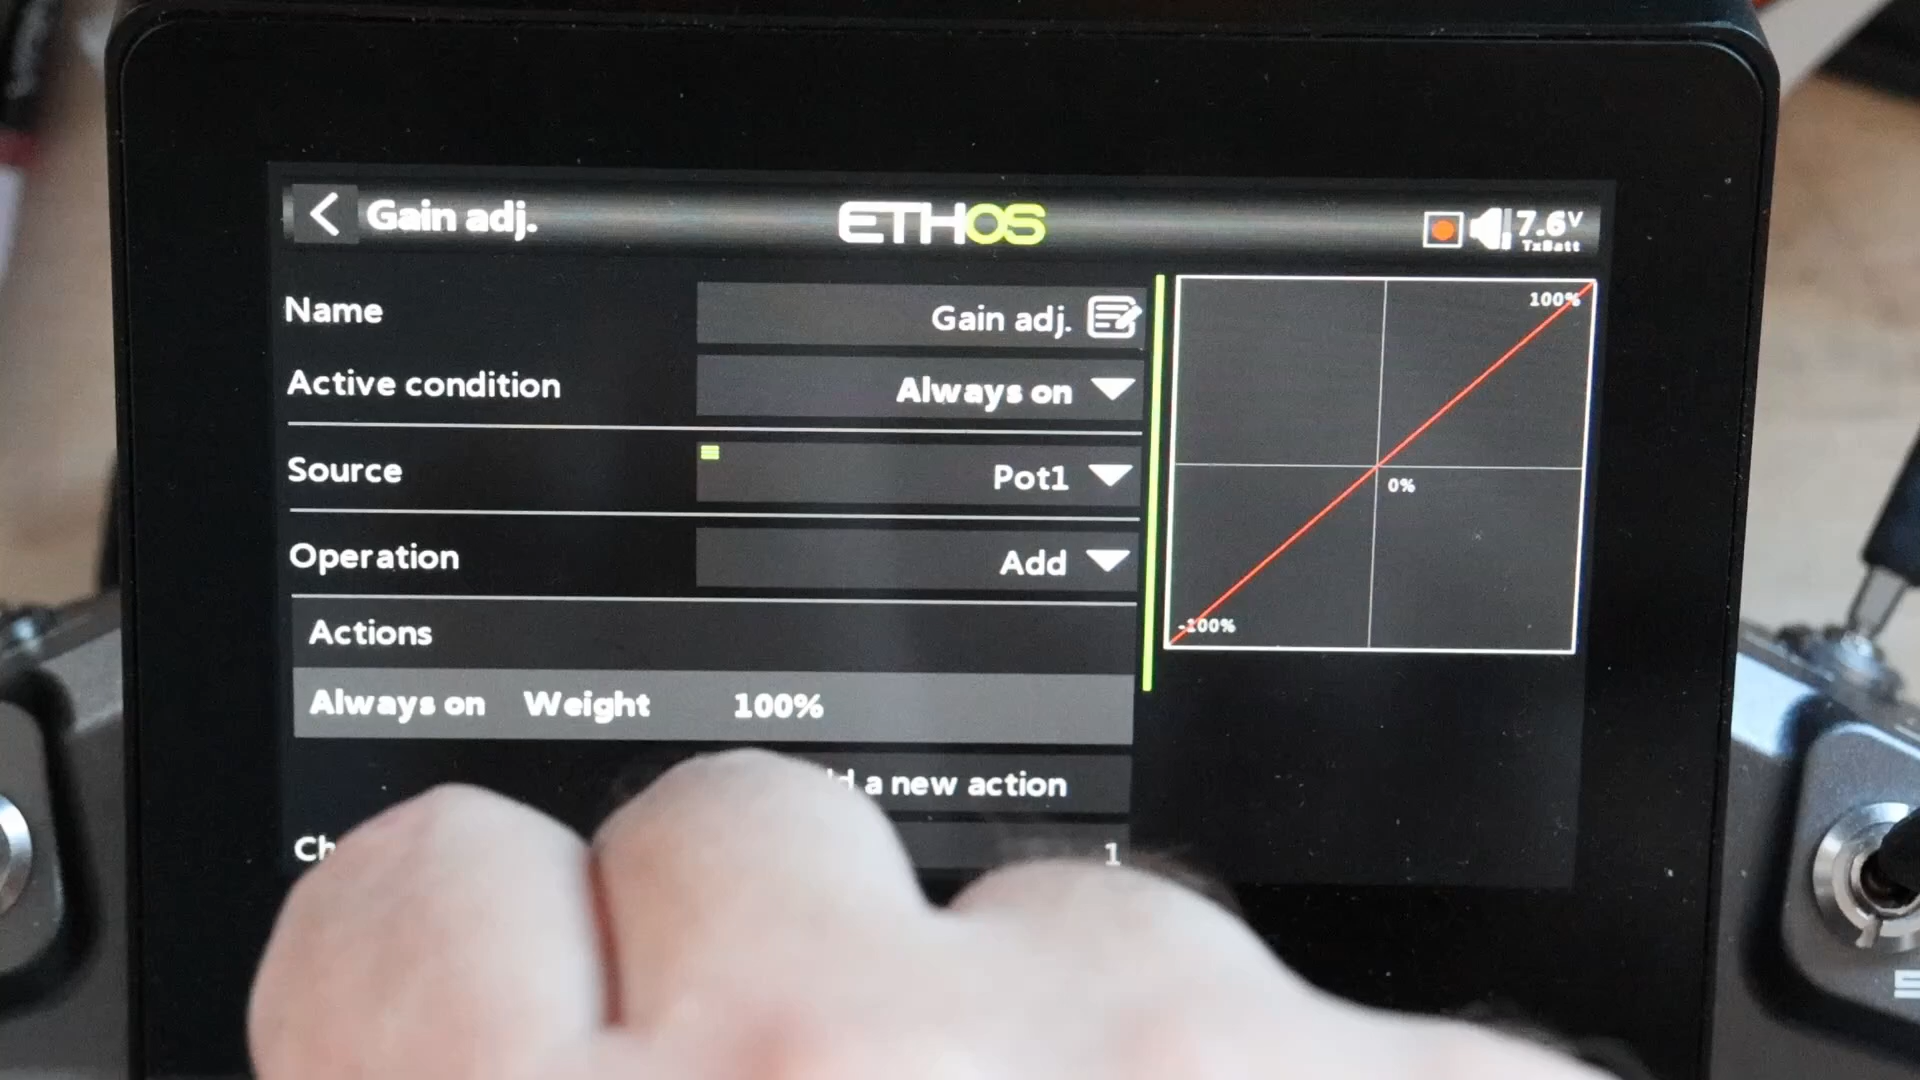 Gain adj.
ETHOS
7.6V
TxBatt
Name
Gain adj.
Active condition
Always on
Source
Pot1
Operation
Add
Actions
Always on Weight 100%
a new action
1
100%
0%
-100%